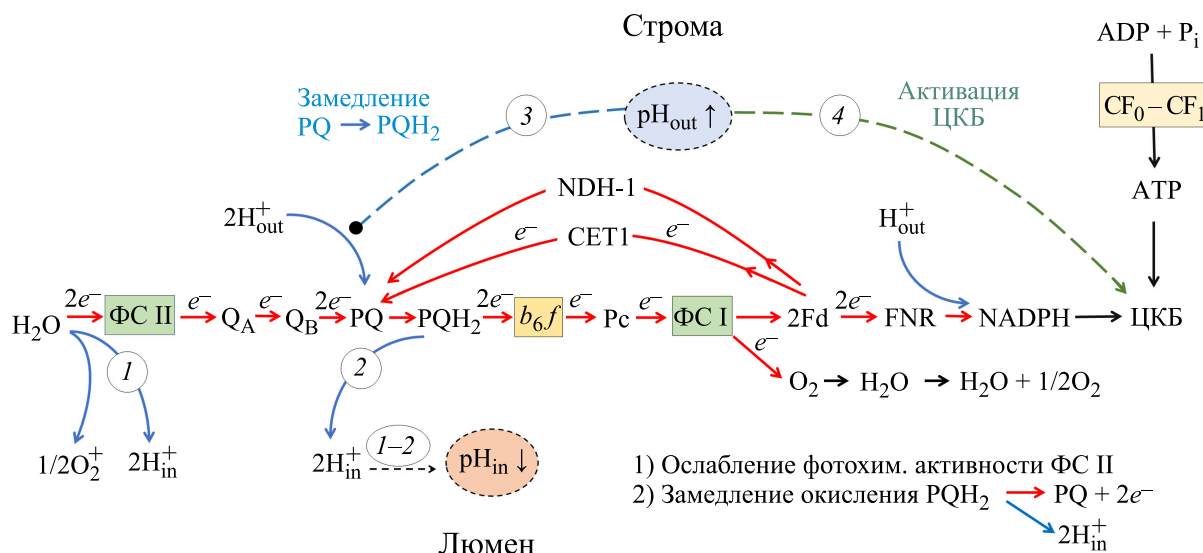 Строма
ADP + Pi
Замедление
PQ → PQH2
3
pHout ↑
4
Активация
ЦКБ
CF0 – CF1
ATP
NDH-1
2H+out
e– CET1 e–
H+out
H2O 2e– ФС II e– QA e– QB 2e– PQ PQH2 2e– b6f e– Pc e– ФС I 2Fd 2e– FNR NADPH ЦКБ
e–
1
2
O2 → H2O → H2O + 1/2O2
1/2O2+ 2H+in
2H+in 1–2 pHin ↓
1) Ослабление фотохим. активности ФС II
2) Замедление окисления PQH2 → PQ + 2e–
2H+in
Люмен